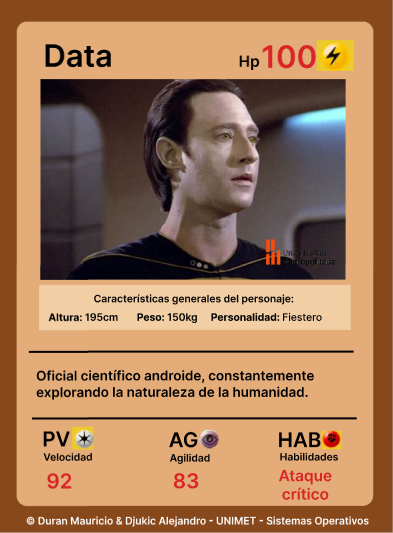 Data
Hp 100
Características generales del personaje:
Altura: 195cm Peso: 150kg Personalidad: Fiestero
Oficial científico androide, constantemente
explorando la naturaleza de la humanidad.
PV AG HAB
Velocidad Agilidad Habilidades
92 83 Ataque
crítico
© Duran Mauricio & Djukic Alejandro - UNIMET - Sistemas Operativos